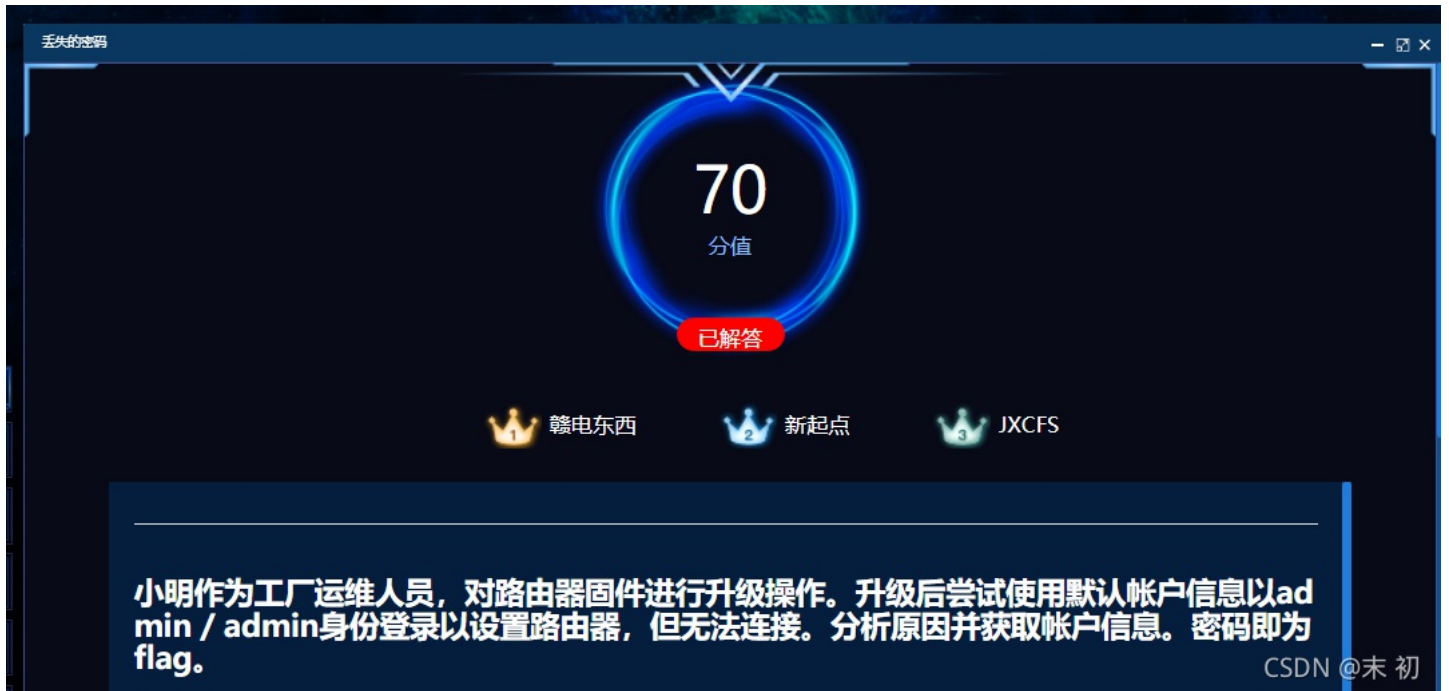 丢失的密码
70
分值
已解答
1 赣电东西 2 新起点 3 JXCFS
小明作为工厂运维人员，对路由器固件进行升级操作。升级后尝试使用默认帐户信息以ad
min / admin身份登录以设置路由器，但无法连接。分析原因并获取帐户信息。密码即为
flag。
CSDN @末 初